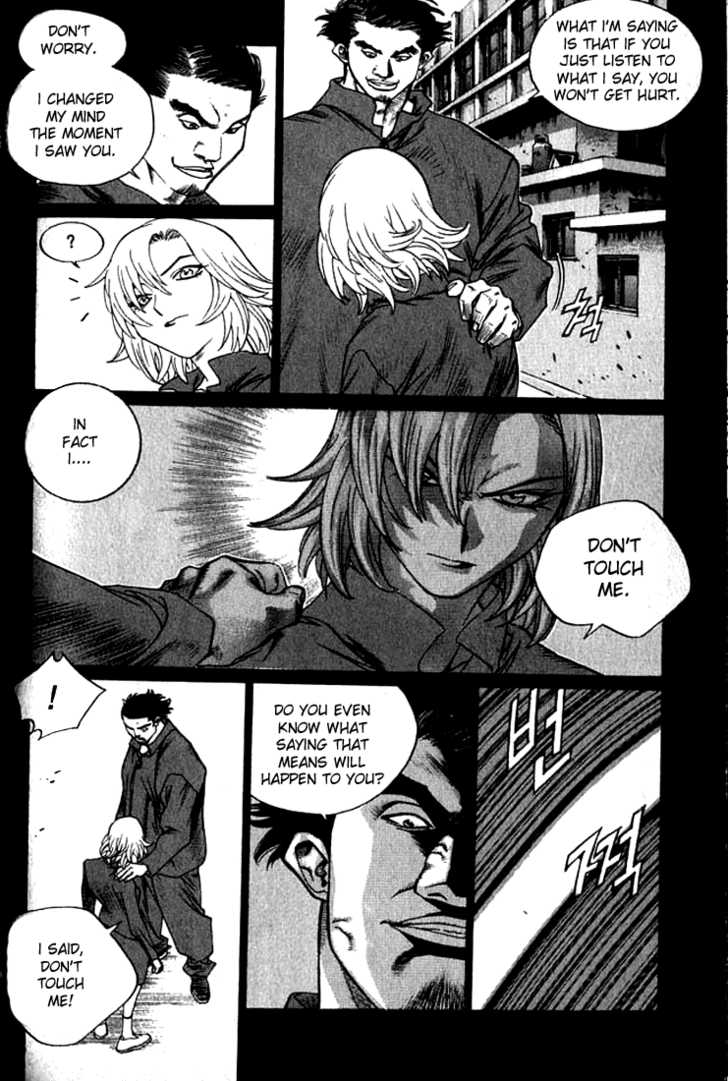 DON'T
WORRY.
I CHANGED
MY MIND
THE MOMENT
I SAW YOU.
WHAT I'M SAYING
IS THAT IF YOU
JUST LISTEN TO
WHAT I SAY, YOU
WON'T GET HURT.
?
척
IN
FACT
I....
DON'T
TOUCH
ME.
!
I SAID,
DON'T
TOUCH
ME!
DO YOU EVEN
KNOW WHAT
SAYING THAT
MEANS WILL
HAPPEN TO YOU?
번
쩍